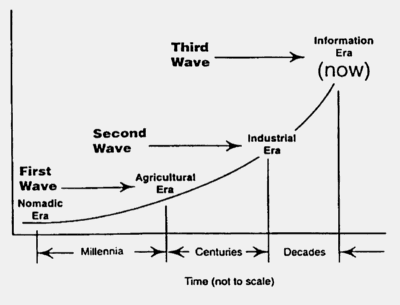 Third
Wave
Information
Era
(now)
Second
Wave
Industrial
Era
First
Wave
Agricultural
Era
Nomadic
Era
Millennia
Centuries
Decades
Time (not to scale)